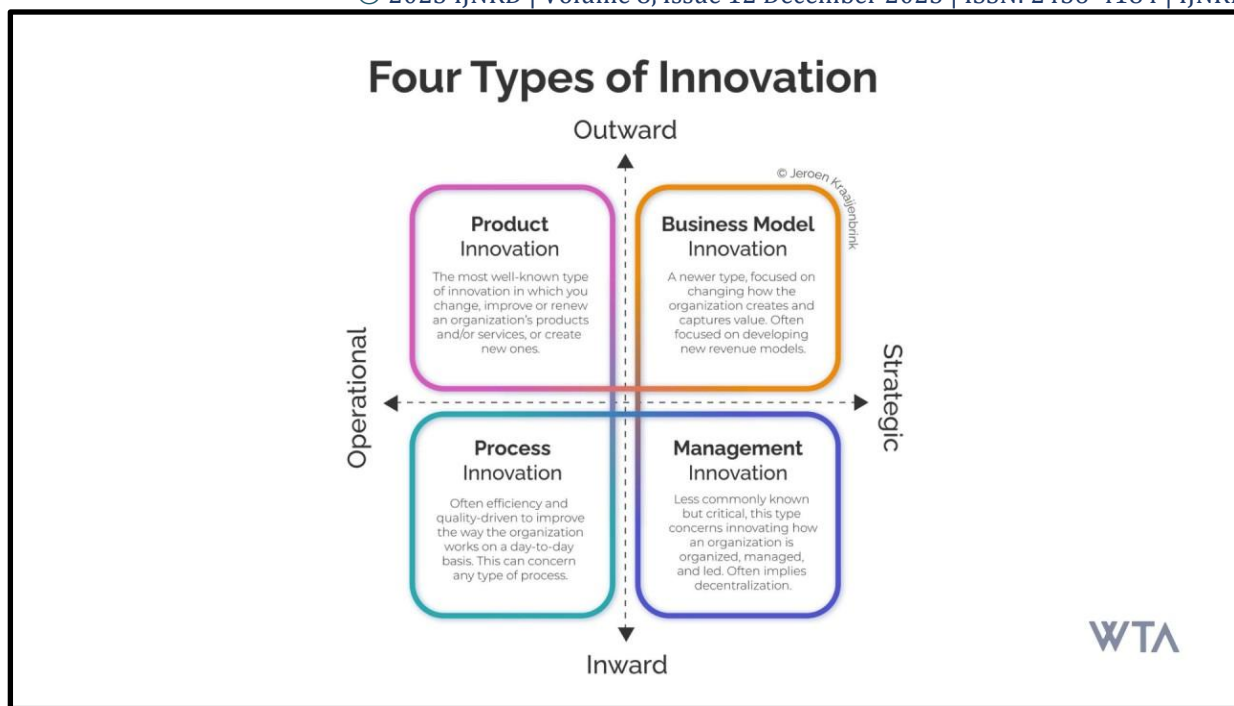 Four Types of Innovation
Outward
© Jeroen Kraaijenbrink
Product
Innovation
The most well-known type
of innovation in which you
change, improve or renew
an organization's products
and/or services, or create
new ones.
Business Model
Innovation
A newer type, focused on
changing how the
organization creates and
captures value. Often
focused on developing
new revenue models.
Operational
Strategic
Process
Innovation
Often efficiency and
quality-driven to improve
the way the organization
works on a day-to-day
basis. This can concern
any type of process.
Management
Innovation
Less commonly known
but critical, this type
concerns innovating how
an organization is
organized, managed,
and led. Often implies
decentralization.
Inward
WTA